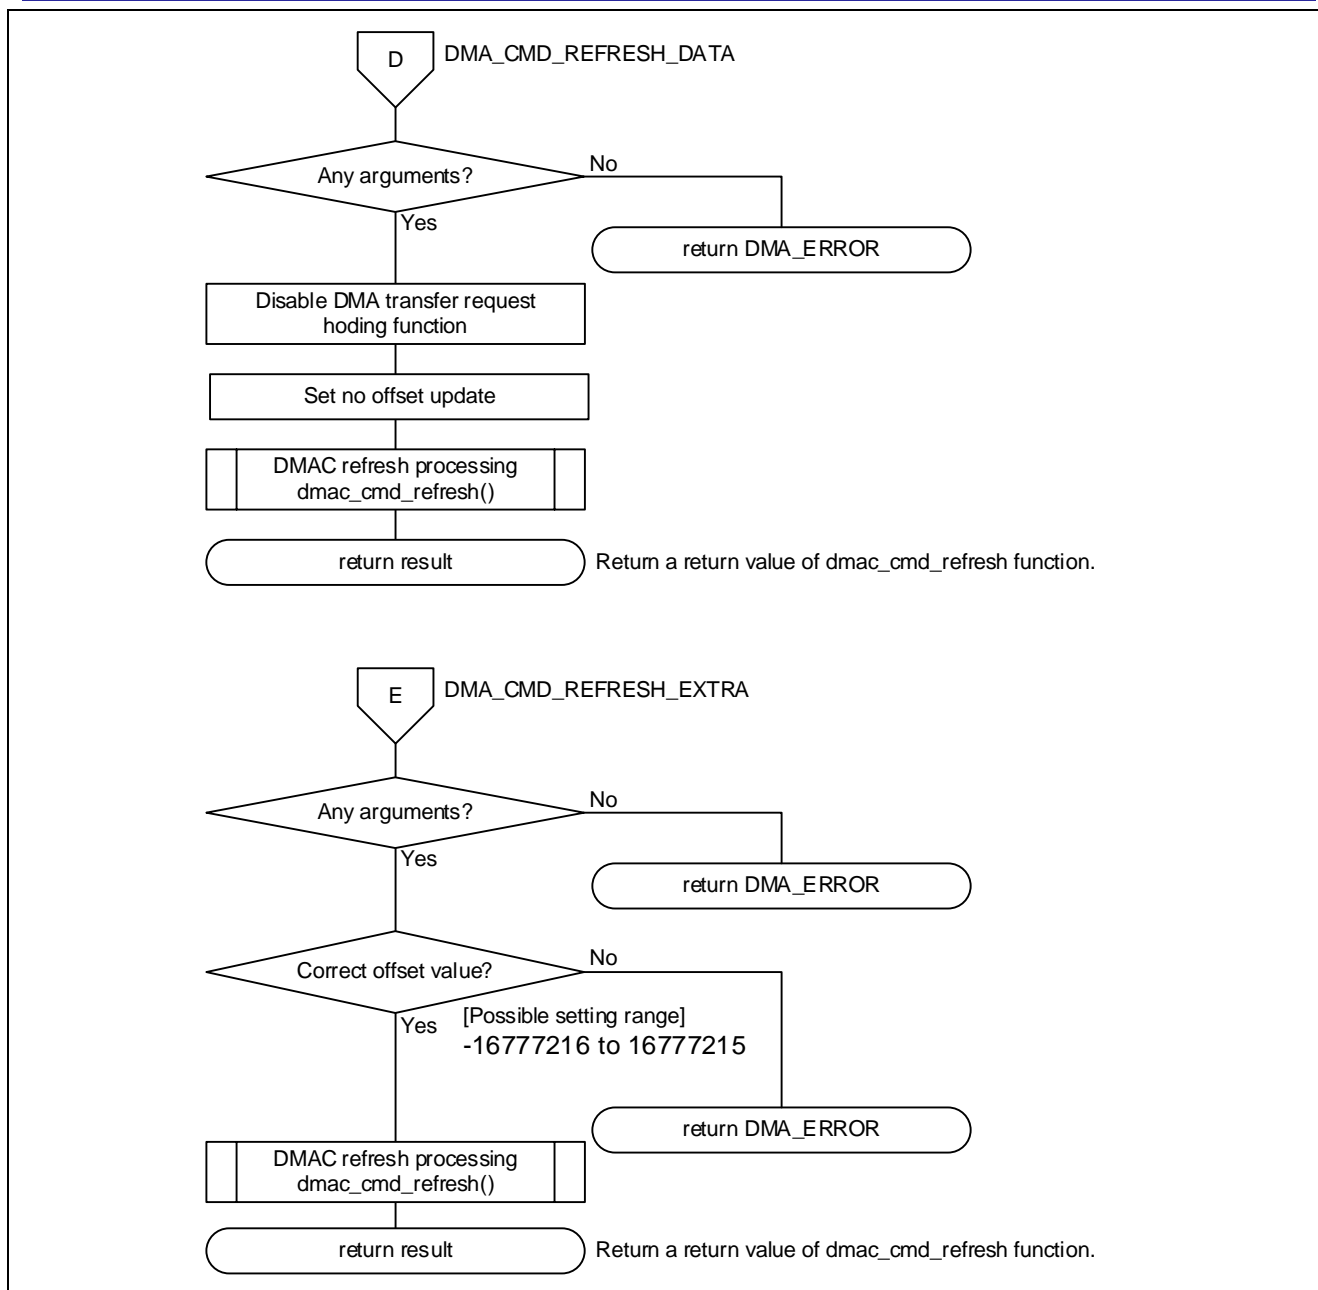 D
DMA_CMD_REFRESH_DATA
Any arguments?
No
Yes
return DMA_ERROR
Disable DMA transfer request
hoding function
Set no offset update
DMAC refresh processing
dmac_cmd_refresh()
return result
Return a return value of dmac_cmd_refresh function.
E
DMA_CMD_REFRESH_EXTRA
Any arguments?
No
Yes
return DMA_ERROR
Correct offset value?
No
Yes
[Possible setting range]
-16777216 to 16777215
return DMA_ERROR
DMAC refresh processing
dmac_cmd_refresh()
return result
Return a return value of dmac_cmd_refresh function.